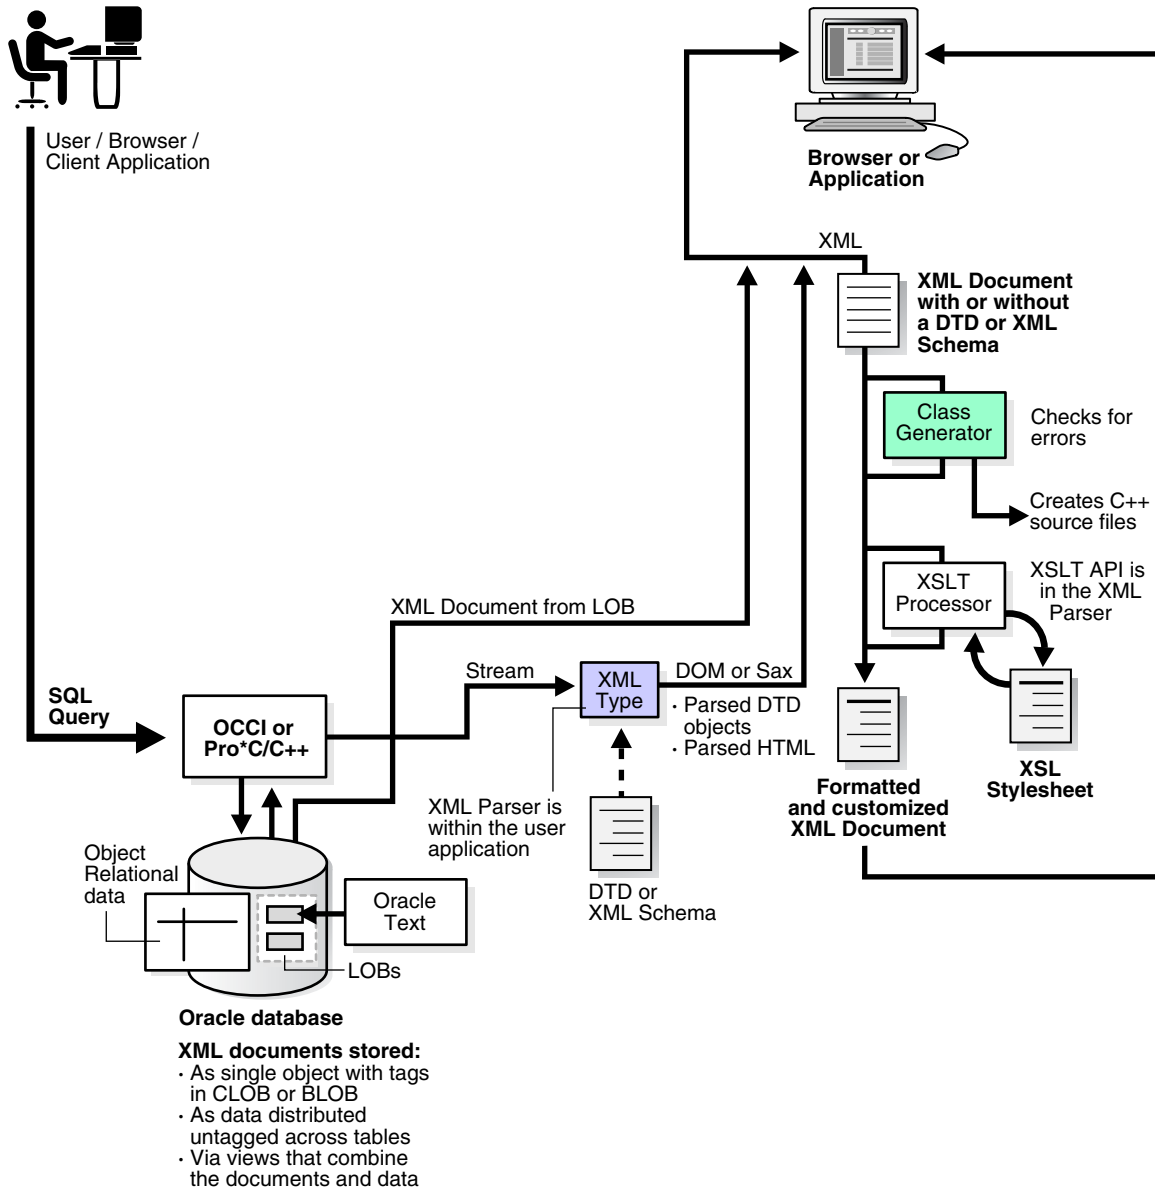 User / Browser /
Client Application
Browser or
Application
XML
XML Document
with or without
a DTD or XML
Schema
Class
Generator
Checks for
errors
Creates C++
source files
XSLT
Processor
XSLT API is
in the XML
Parser
XML Document from LOB
Stream
XML
Type
DOM or Sax
· Parsed DTD
objects
· Parsed HTML
SQL
Query
OCCI or
Pro*C/C++
XSL
Stylesheet
Formatted
and customized
XML Document
XML Parser is
within the user
application
DTD or
XML Schema
Object
Relational
data
Oracle
Text
LOBs
Oracle database
XML documents stored:
· As single object with tags
in CLOB or BLOB
· As data distributed
untagged across tables
· Via views that combine
the documents and data